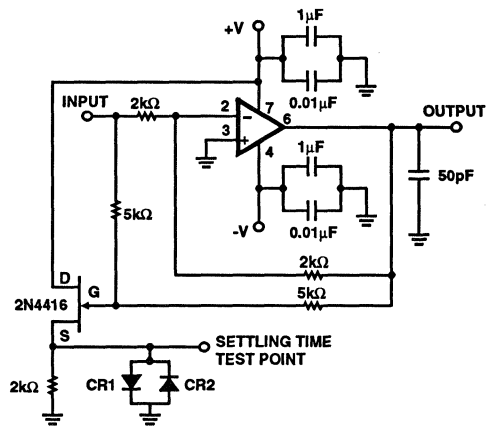 1µF
+V
0.01µF
INPUT
2kΩ
2
7
6
3
4
OUTPUT
1µF
50pF
5kΩ
-V
0.01µF
2kΩ
5kΩ
D
G
2N4416
S
SETTLING TIME
TEST POINT
2kΩ
CR1
CR2